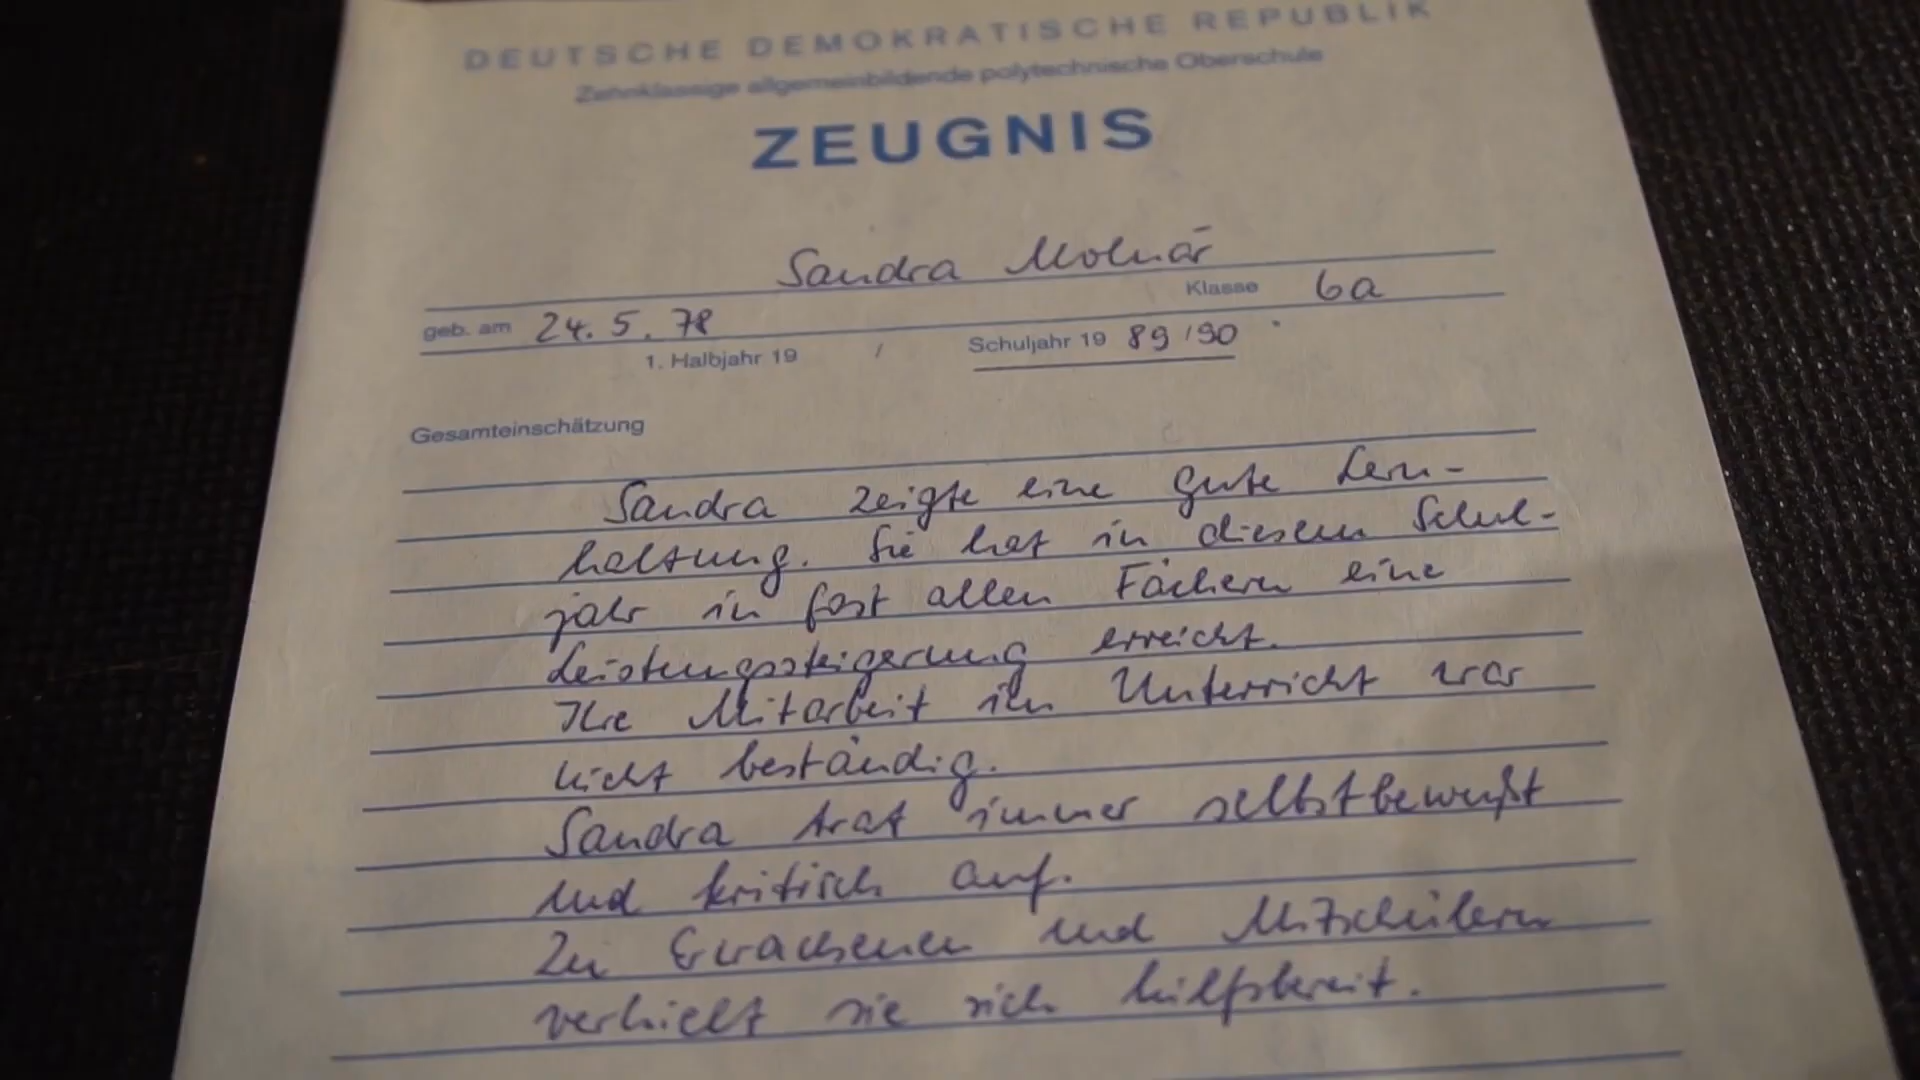 DEUTSCHE DEMOKRATISCHE REPUBLIK
Zehnklassige allgemeinbildende polytechnische Oberschule
ZEUGNIS
Sandra Molnár
Klasse 6a
geb. am 24.5.78
1. Halbjahr 19 / Schuljahr 19 89/90
Gesamteinschätzung
Sandra zeigte eine gute Lern-
haltung. Sie hat in diesem Schul-
jahr in fast allen Fächern eine
Leistungssteigerung erreicht.
Ihre Mitarbeit im Unterricht war
nicht beständig.
Sandra trat immer selbstbewußt
und kritisch auf.
Zu Erwachsenen und Mitschülern
verhielt sie sich hilfsbereit.